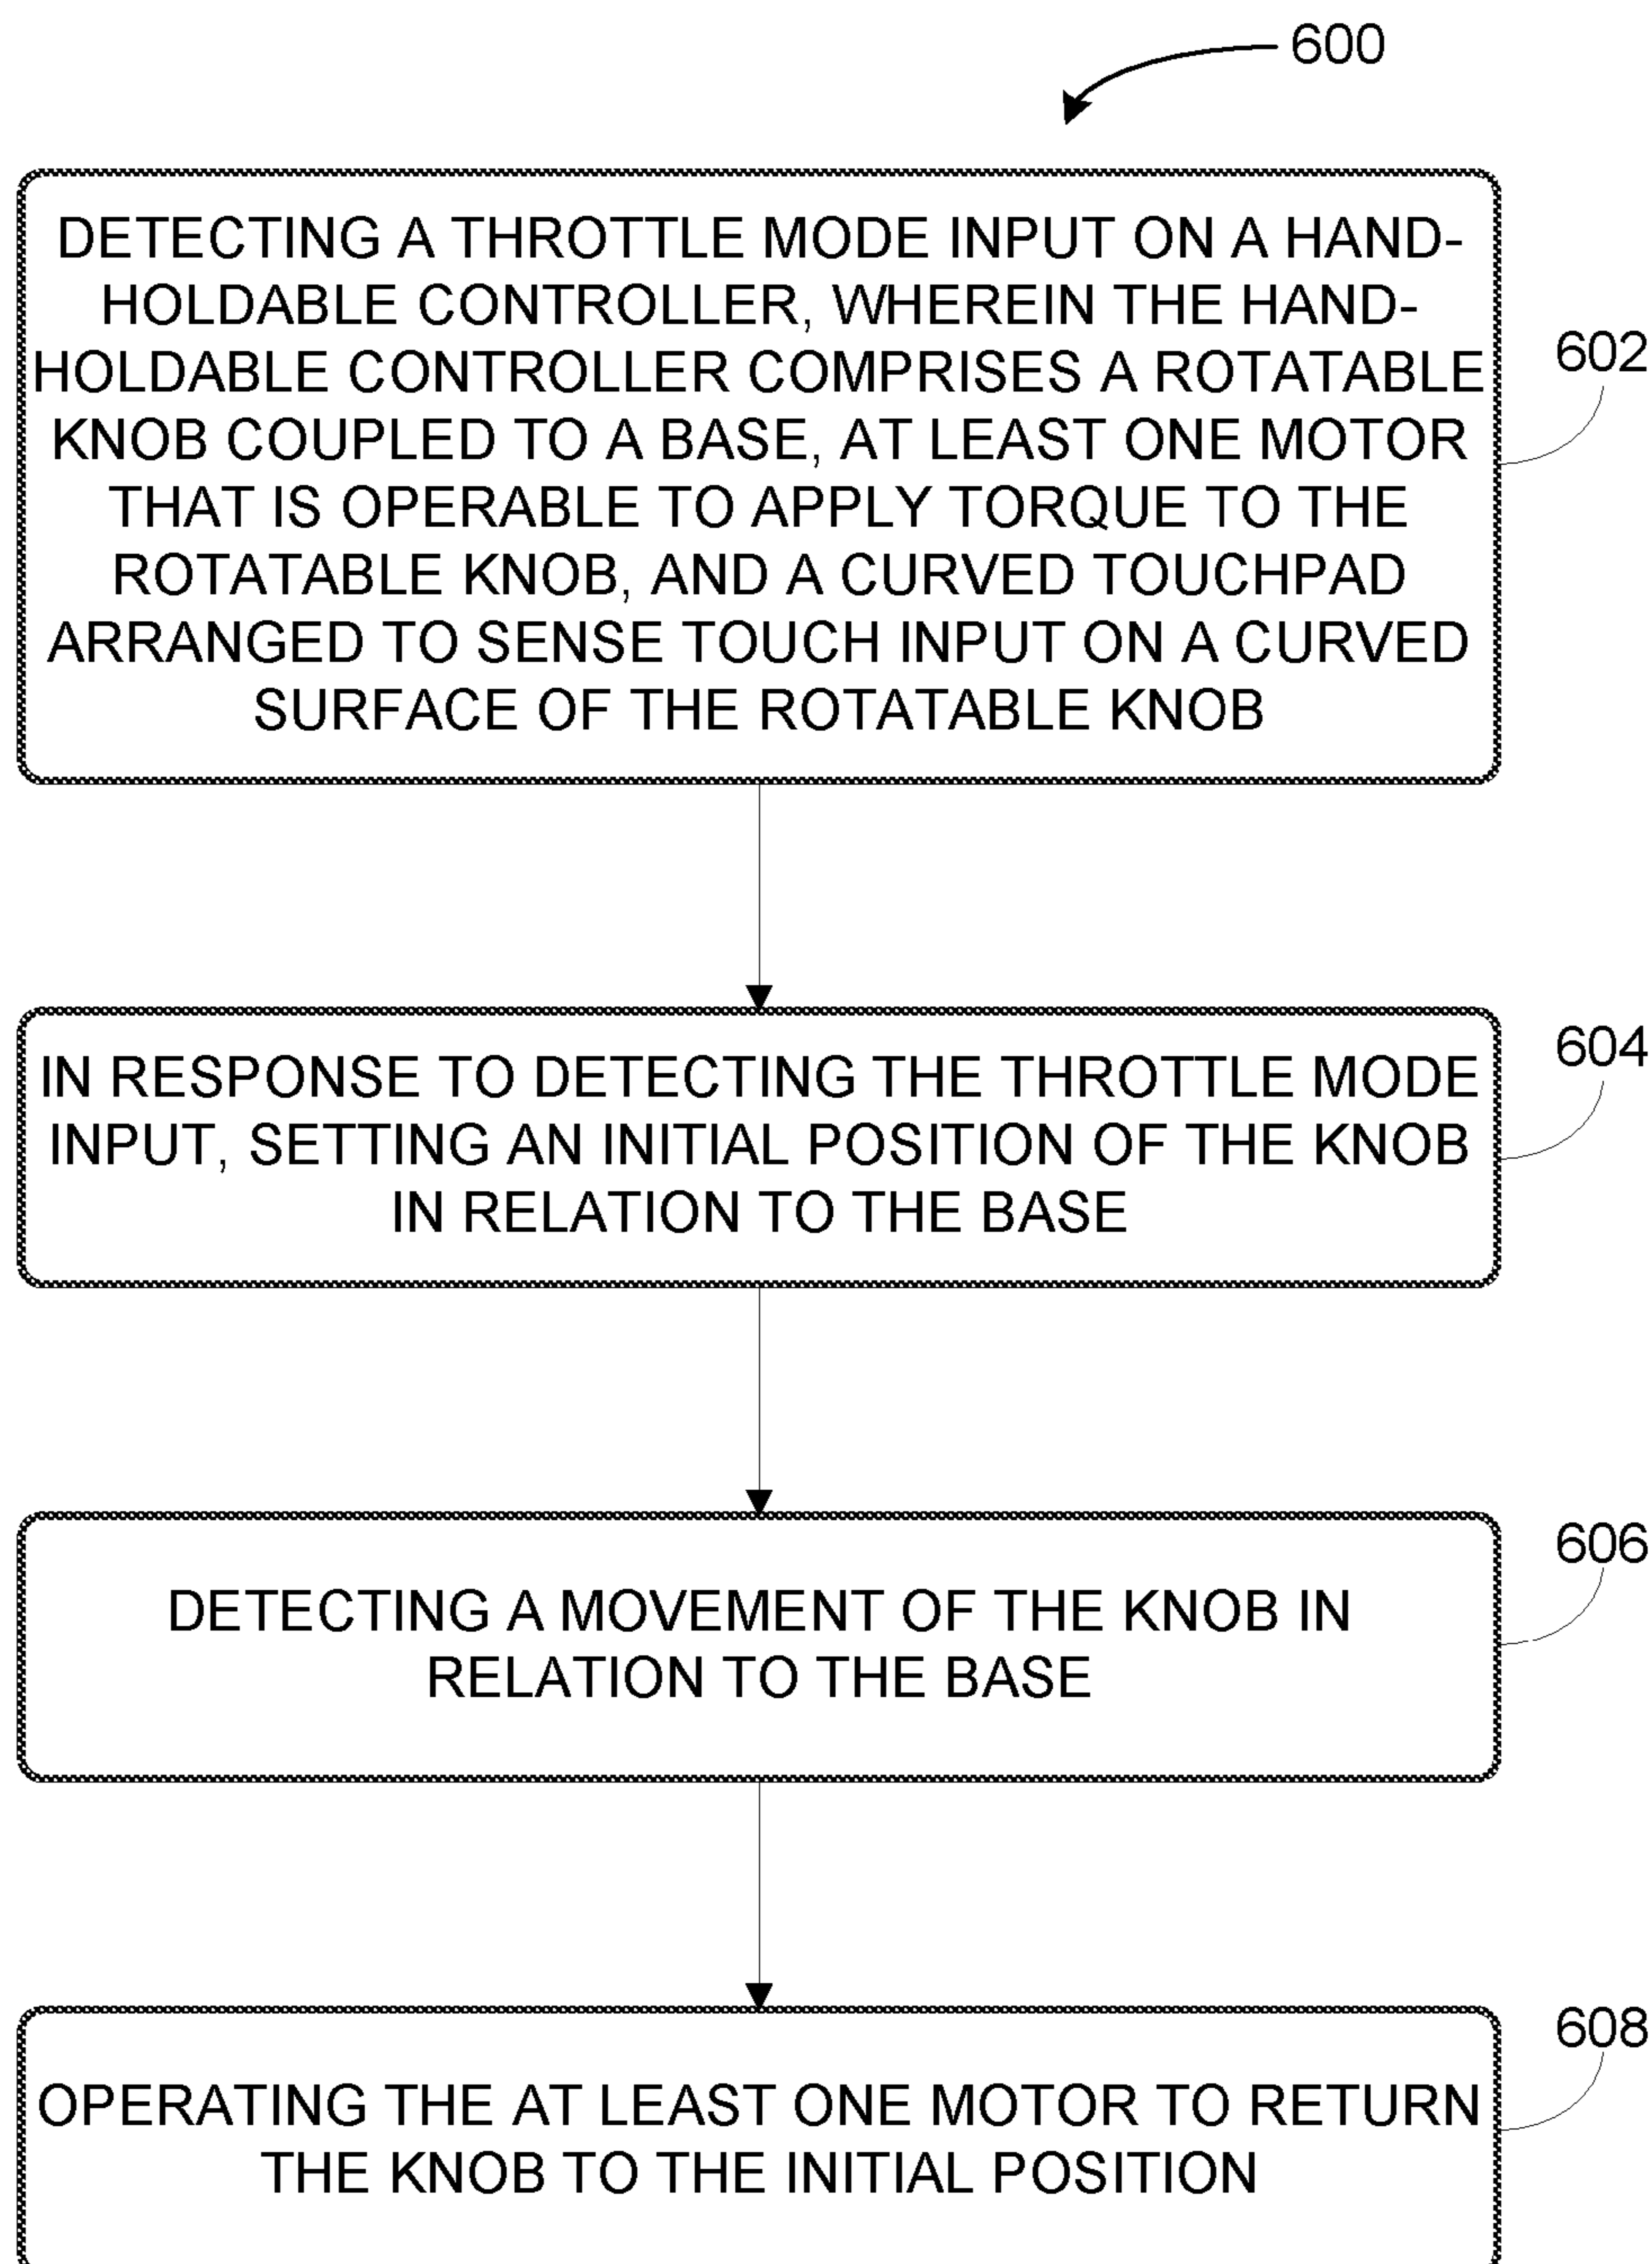 600
DETECTING A THROTTLE MODE INPUT ON A HAND-
HOLDABLE CONTROLLER, WHEREIN THE HAND-
HOLDABLE CONTROLLER COMPRISES A ROTATABLE
KNOB COUPLED TO A BASE, AT LEAST ONE MOTOR
THAT IS OPERABLE TO APPLY TORQUE TO THE
ROTATABLE KNOB, AND A CURVED TOUCHPAD
ARRANGED TO SENSE TOUCH INPUT ON A CURVED
SURFACE OF THE ROTATABLE KNOB
602
IN RESPONSE TO DETECTING THE THROTTLE MODE
INPUT, SETTING AN INITIAL POSITION OF THE KNOB
IN RELATION TO THE BASE
604
DETECTING A MOVEMENT OF THE KNOB IN
RELATION TO THE BASE
606
OPERATING THE AT LEAST ONE MOTOR TO RETURN
THE KNOB TO THE INITIAL POSITION
608